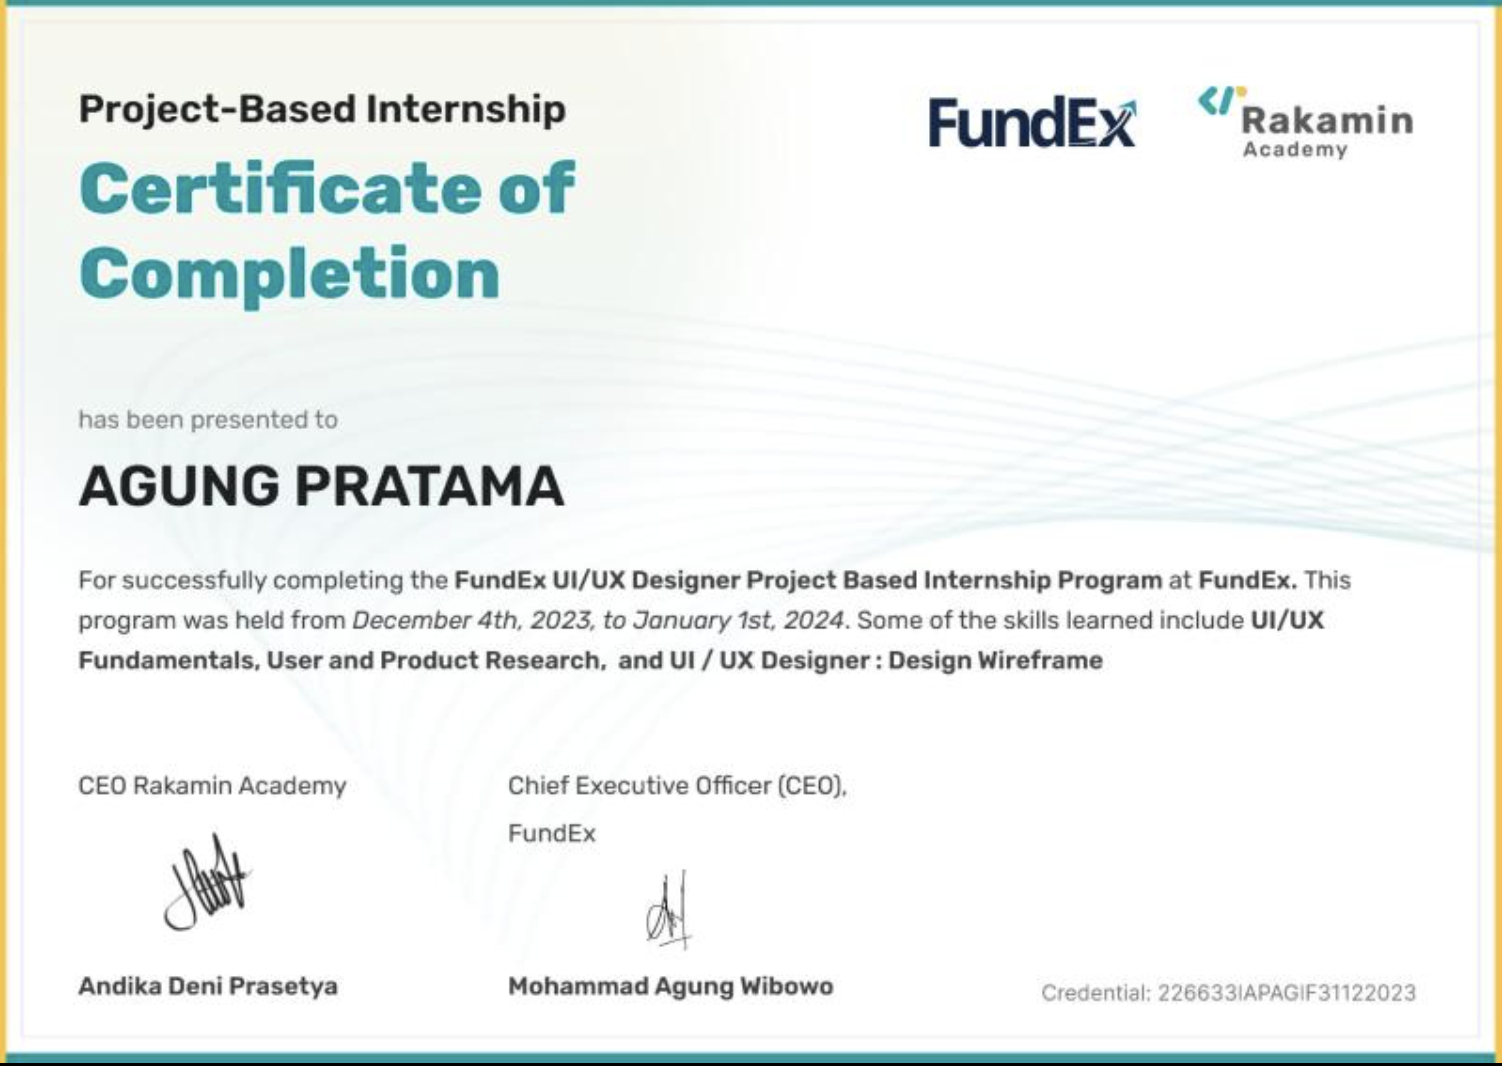 Project-Based Internship
FundEx
Rakamin
Academy
Certificate of
Completion
has been presented to
AGUNG PRATAMA
For successfully completing the FundEx UI/UX Designer Project Based Internship Program at FundEx. This
program was held from December 4th, 2023, to January 1st, 2024. Some of the skills learned include UI/UX
Fundamentals, User and Product Research, and UI / UX Designer : Design Wireframe
CEO Rakamin Academy
Chief Executive Officer (CEO),
FundEx
Andika Deni Prasetya
Mohammad Agung Wibowo
Credential: 226633IAPAGIF31122023